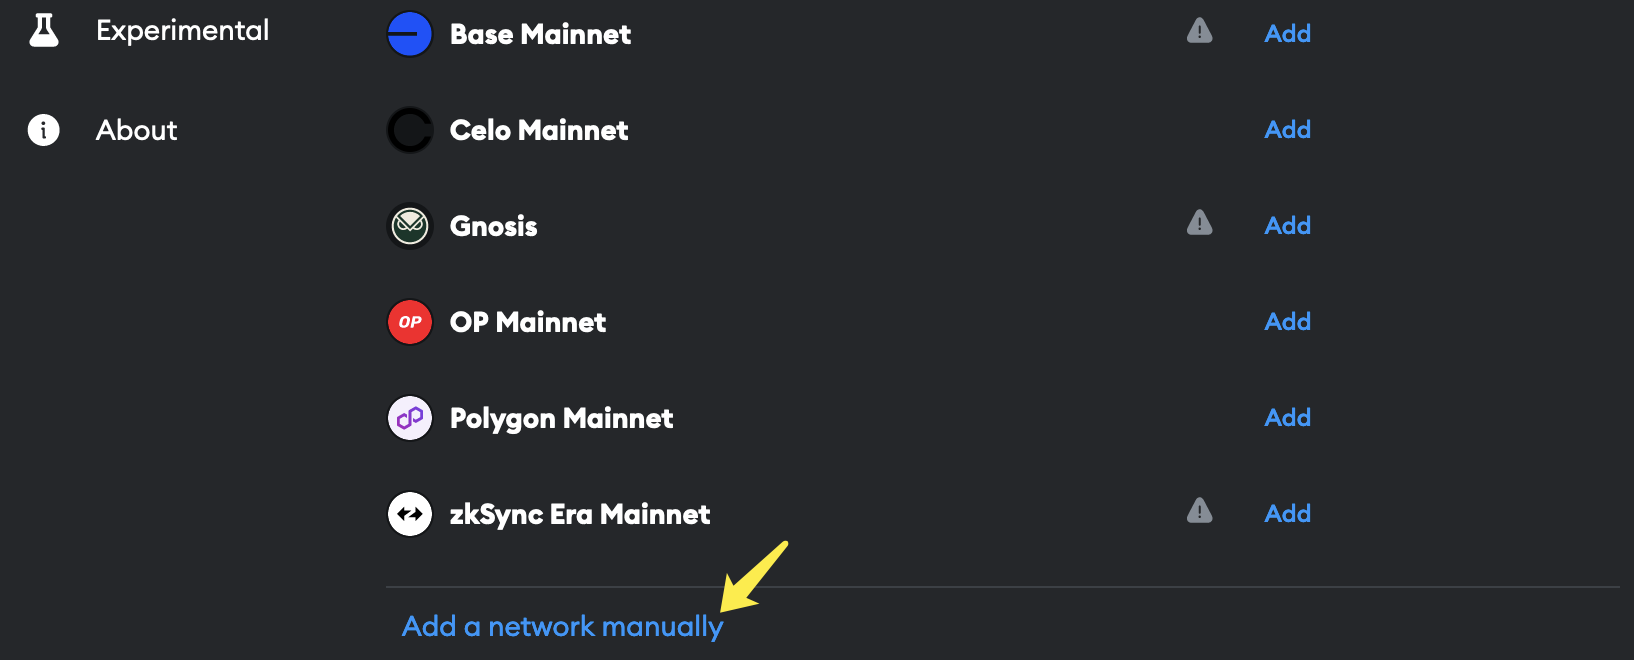 Experimental
About
Base Mainnet
Add
Celo Mainnet
Add
Gnosis
Add
OP
OP Mainnet
Add
Polygon Mainnet
Add
zkSync Era Mainnet
Add
Add a network manually